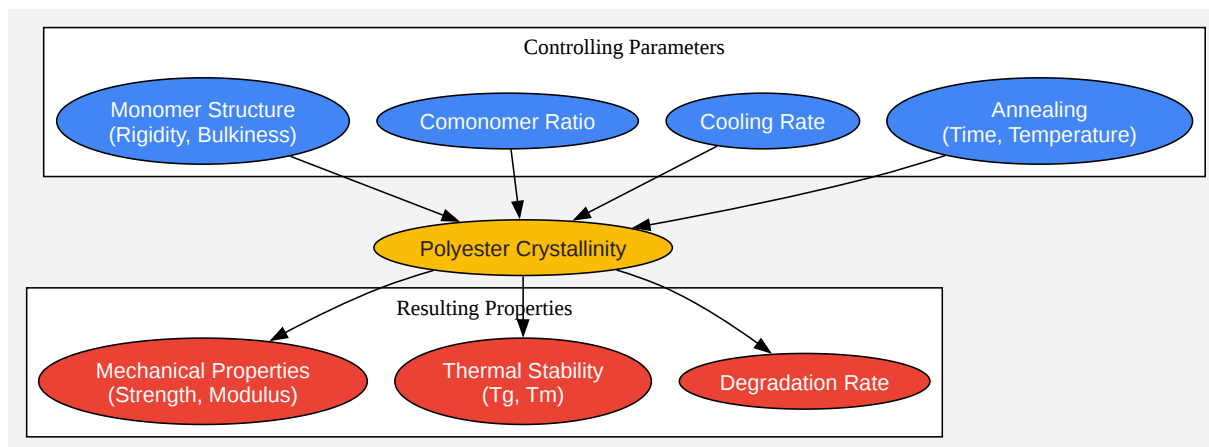 Controlling Parameters
Monomer Structure
(Rigidity, Bulkiness)
Comonomer Ratio
Cooling Rate
Annealing
(Time, Temperature)
Polyester Crystallinity
Resulting Properties
Mechanical Properties
(Strength, Modulus)
Thermal Stability
(Tg, Tm)
Degradation Rate